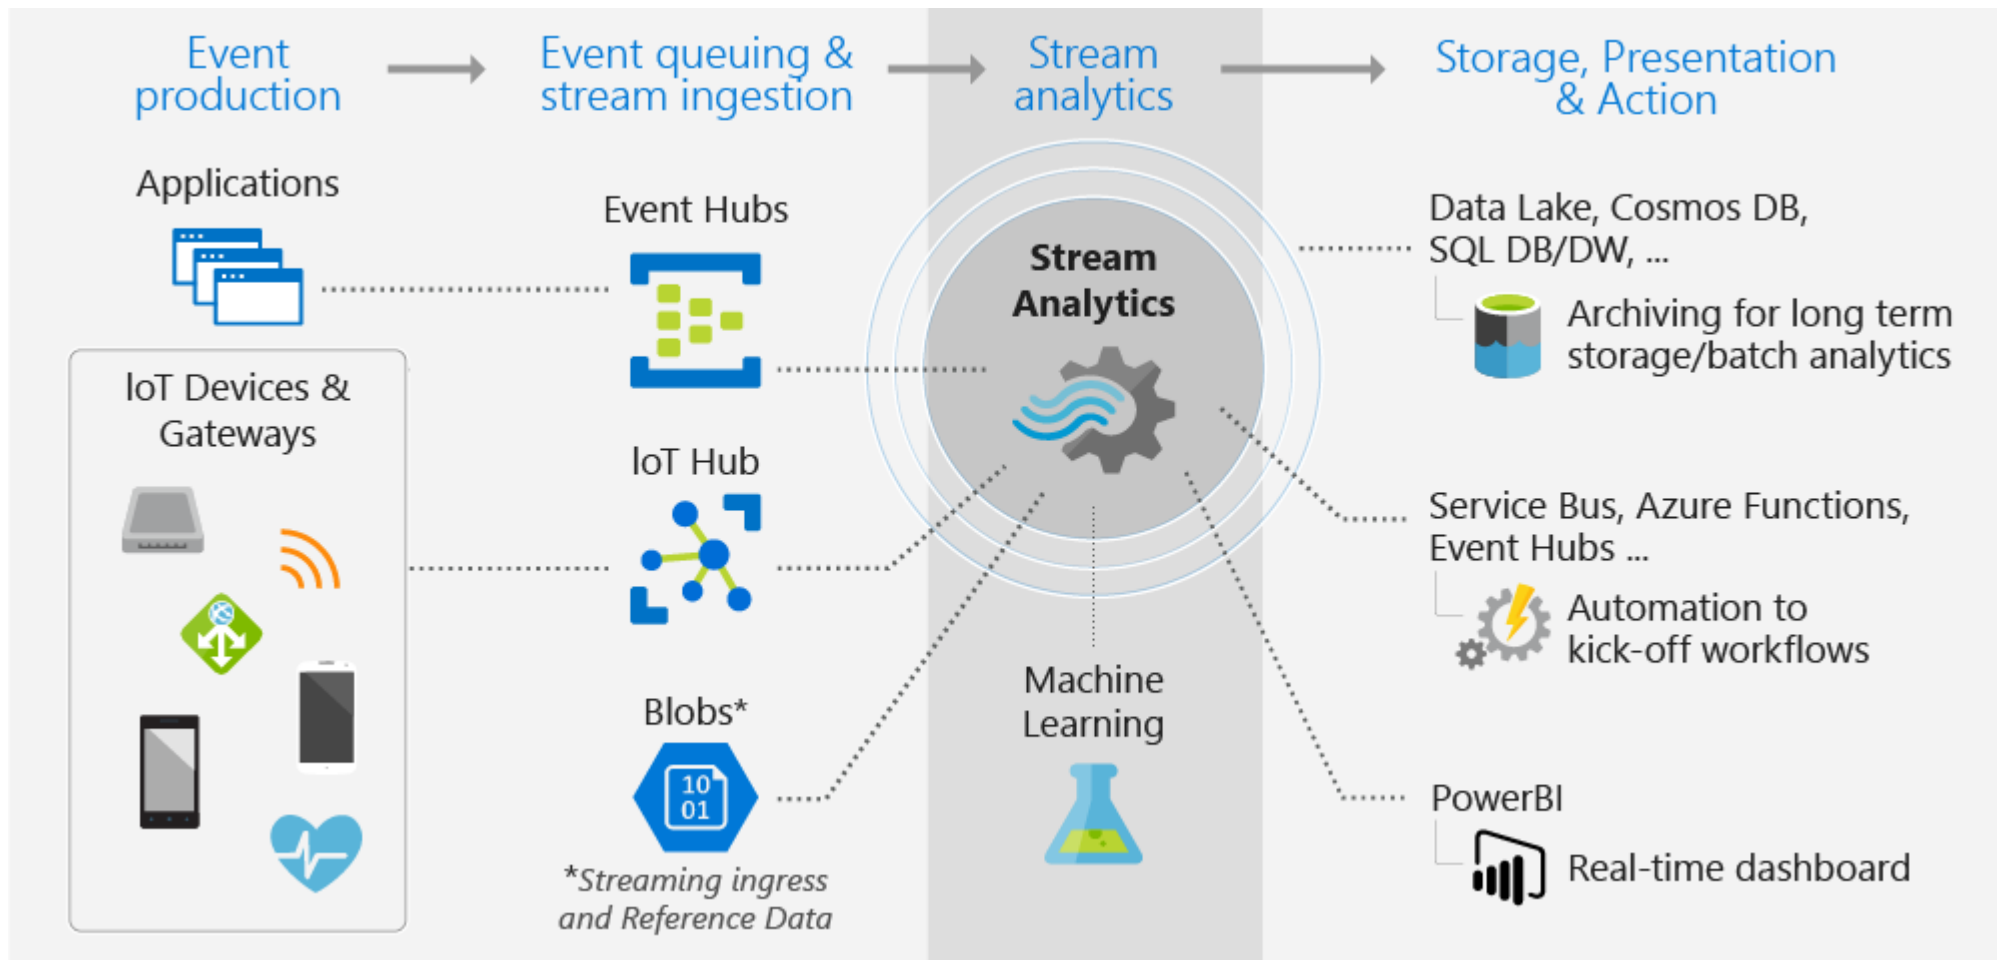 Event
production
Event queuing &
stream ingestion
Stream
analytics
Storage, Presentation
& Action
Applications
IoT Devices &
Gateways
Event Hubs
IoT Hub
Blobs*
10
01
*Streaming ingress
and Reference Data
Stream
Analytics
Machine
Learning
Data Lake, Cosmos DB,
SQL DB/DW, ...
Archiving for long term
storage/batch analytics
Service Bus, Azure Functions,
Event Hubs ...
Automation to
kick-off workflows
PowerBI
Real-time dashboard